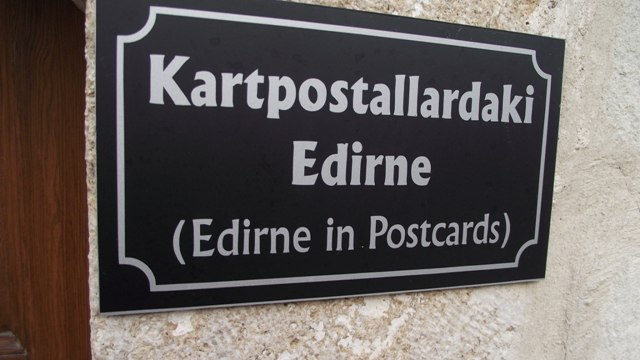 Kartpostallardaki
Edirne
(Edirne in Postcards)